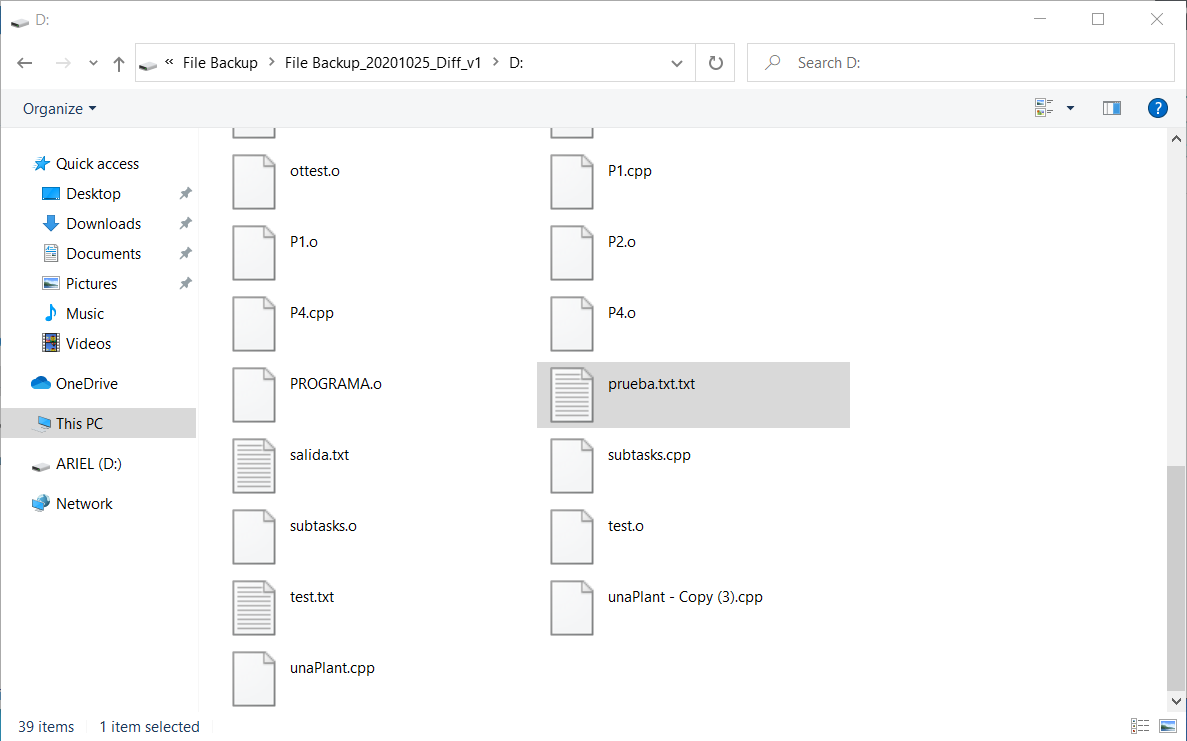 D:
« File Backup > File Backup_20201025_Diff_v1 > D:
Search D:
Organize
?
Quick access
Desktop
Downloads
Documents
Pictures
Music
Videos
OneDrive
This PC
ARIEL (D:)
Network
ottest.o
P1.cpp
P1.o
P2.o
P4.cpp
P4.o
PROGRAMA.o
prueba.txt.txt
salida.txt
subtasks.cpp
subtasks.o
test.o
test.txt
unaPlant - Copy (3).cpp
unaPlant.cpp
39 items
1 item selected